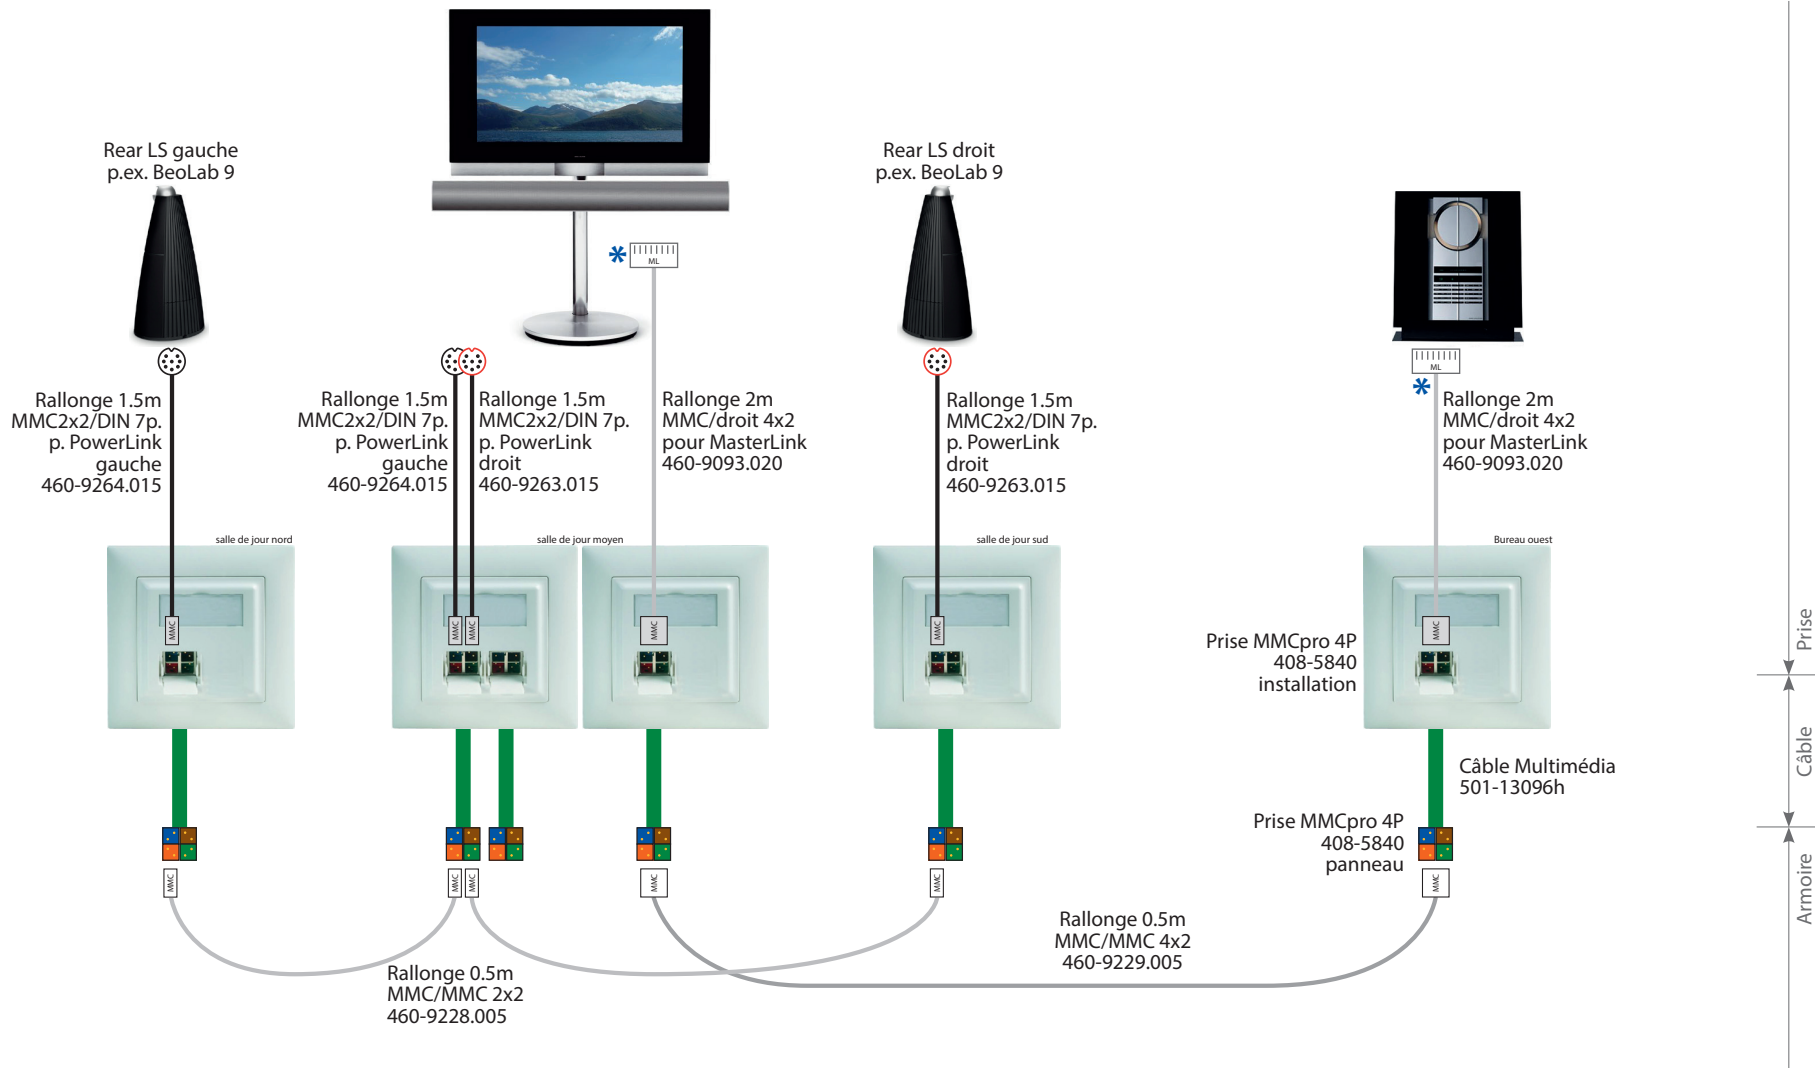 Rear LS gauche
p.ex. BeoLab 9
Rear LS droit
p.ex. BeoLab 9
*
ML
ML
*
Rallonge 1.5m
MMC2x2/DIN 7p.
p. PowerLink
gauche
460-9264.015
Rallonge 1.5m
MMC2x2/DIN 7p.
p. PowerLink
gauche
460-9264.015
Rallonge 1.5m
MMC2x2/DIN 7p.
p. PowerLink
droit
460-9263.015
Rallonge 2m
MMC/droit 4x2
pour MasterLink
460-9093.020
Rallonge 1.5m
MMC2x2/DIN 7p.
p. PowerLink
droit
460-9263.015
Rallonge 2m
MMC/droit 4x2
pour MasterLink
460-9093.020
salle de jour nord
salle de jour moyen
salle de jour sud
Bureau ouest
MMC
MMC
MMC
MMC
MMC
MMC
Prise MMCpro 4P
408-5840
installation
Prise
Câble Multimédia
501-13096h
Câble
Prise MMCpro 4P
408-5840
panneau
Armoire
MMC
MMC
MMC
MMC
MMC
MMC
Rallonge 0.5m
MMC/MMC 4x2
460-9229.005
Rallonge 0.5m
MMC/MMC 2x2
460-9228.005